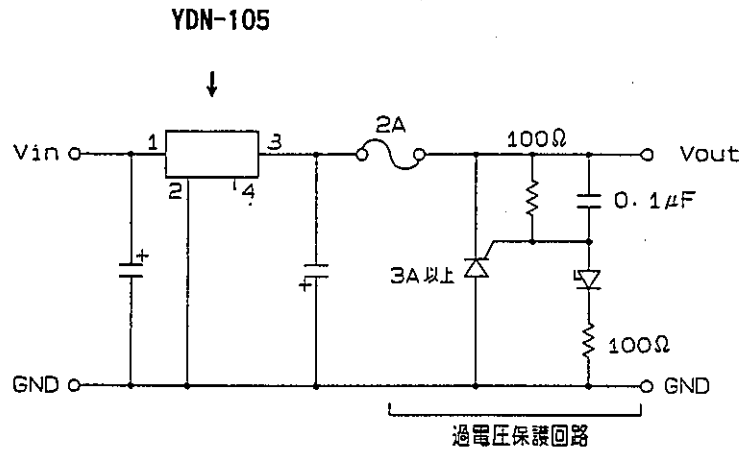 YDN-105
Vin
1
3
2
4
2A
100Ω
Vout
0.1μF
3A以上
100Ω
GND
GND
過電圧保護回路